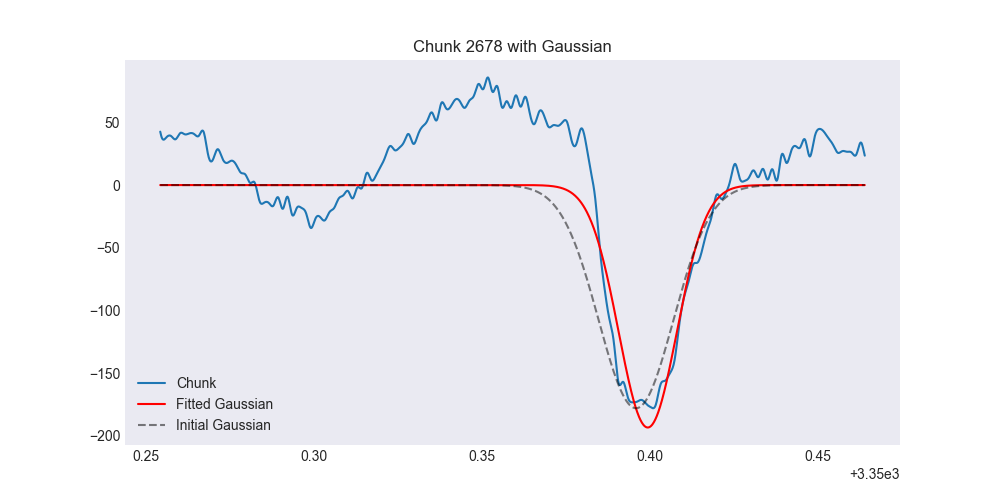 Chunk 2678 with Gaussian
50
0
−50
−100
−150
−200
Chunk
Fitted Gaussian
Initial Gaussian
0.25 0.30 0.35 0.40 0.45
+3.35e3